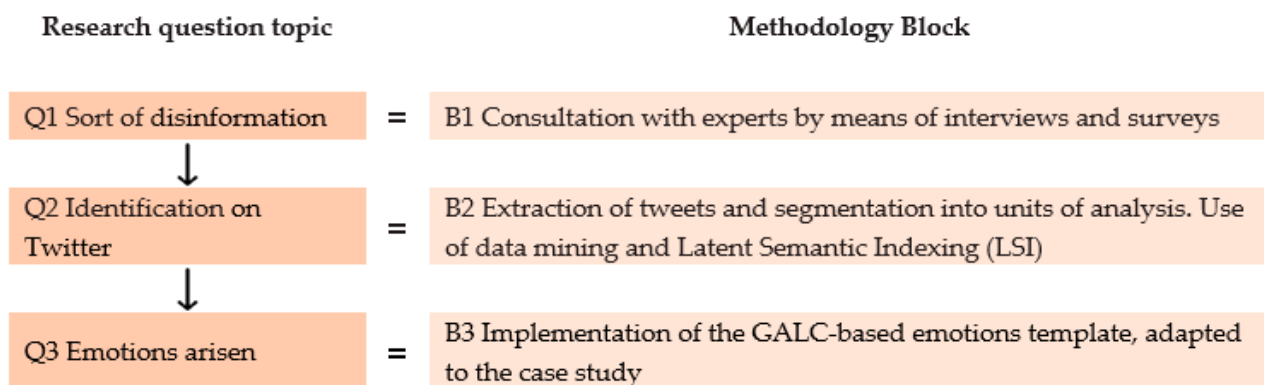 Research question topic
Methodology Block
Q1 Sort of disinformation
=
B1 Consultation with experts by means of interviews and surveys
Q2 Identification on
Twitter
=
B2 Extraction of tweets and segmentation into units of analysis. Use
of data mining and Latent Semantic Indexing (LSI)
Q3 Emotions arisen
=
B3 Implementation of the GALC-based emotions template, adapted
to the case study